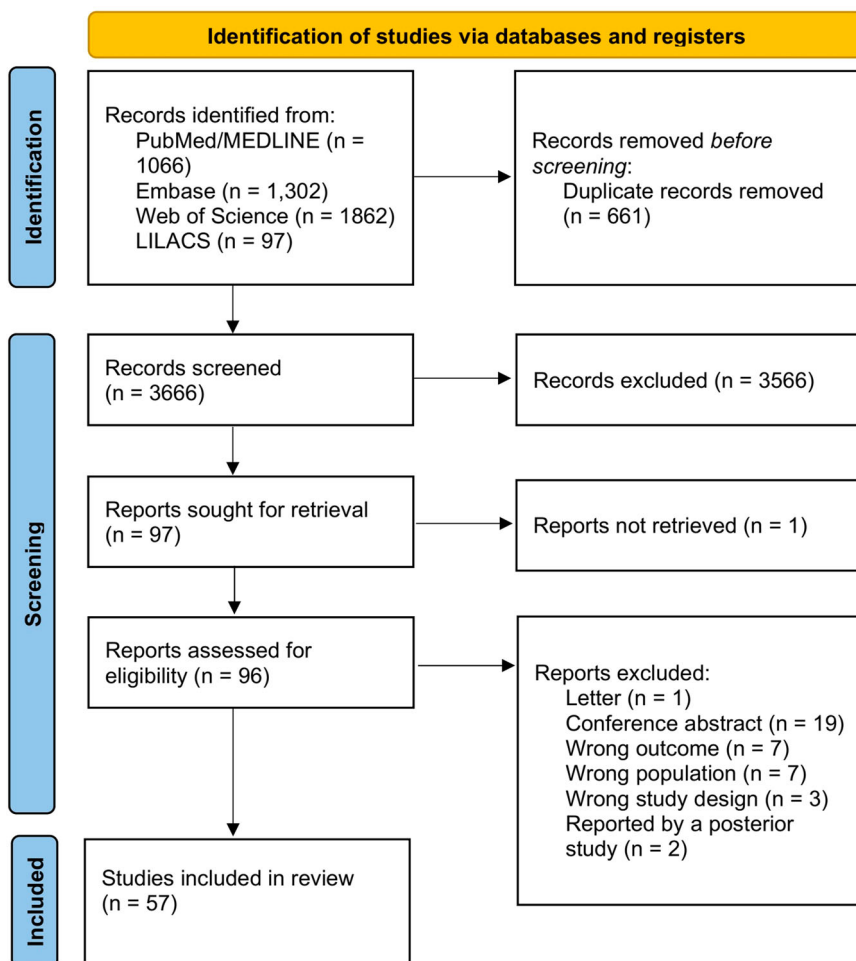 Identification of studies via databases and registers
Identification
Records identified from:
PubMed/MEDLINE (n =
1066)
Embase (n = 1,302)
Web of Science (n = 1862)
LILACS (n = 97)
Records removed before
screening:
Duplicate records removed
(n = 661)
Screening
Records screened
(n = 3666)
Records excluded (n = 3566)
Reports sought for retrieval
(n = 97)
Reports not retrieved (n = 1)
Reports assessed for
eligibility (n = 96)
Reports excluded:
Letter (n = 1)
Conference abstract (n = 19)
Wrong outcome (n = 7)
Wrong population (n = 7)
Wrong study design (n = 3)
Reported by a posterior
study (n = 2)
Included
Studies included in review
(n = 57)